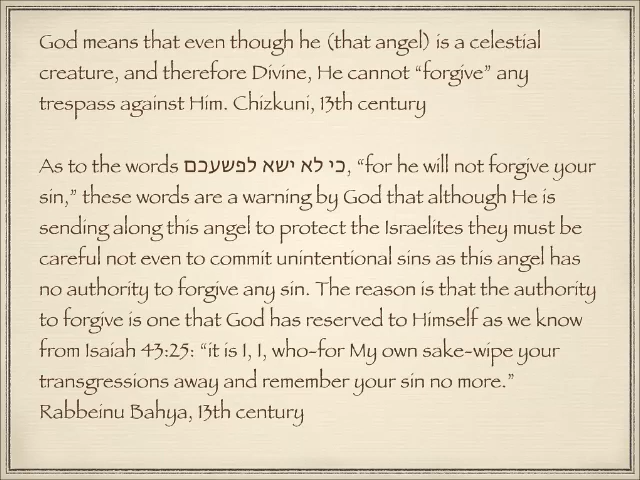 God means that even though he (that angel) is a celestial
creature, and therefore Divine, He cannot “forgive” any
trespass against Him. Chizkuni, 13th century
As to the words כי לא ישא לפשעכם, “for he will not forgive your
sin,” these words are a warning by God that although He is
sending along this angel to protect the Israelites they must be
careful not even to commit unintentional sins as this angel has
no authority to forgive any sin. The reason is that the authority
to forgive is one that God has reserved to Himself as we know
from Isaiah 43:25: “it is I, I, who-for My own sake-wipe your
transgressions away and remember your sin no more.”
Rabbeinu Bahya, 13th century